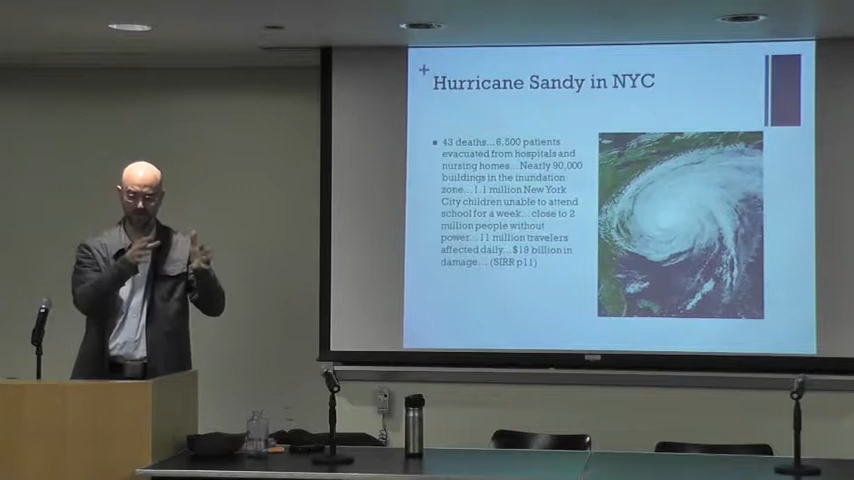 +
Hurricane Sandy in NYC
▪ 43 deaths...6,500 patients
evacuated from hospitals and
nursing homes...Nearly 90,000
buildings in the inundation
zone...1.1 million New York
City children unable to attend
school for a week...close to 2
million people without
power...11 million travelers
affected daily...$19 billion in
damage...(SIRR p11)